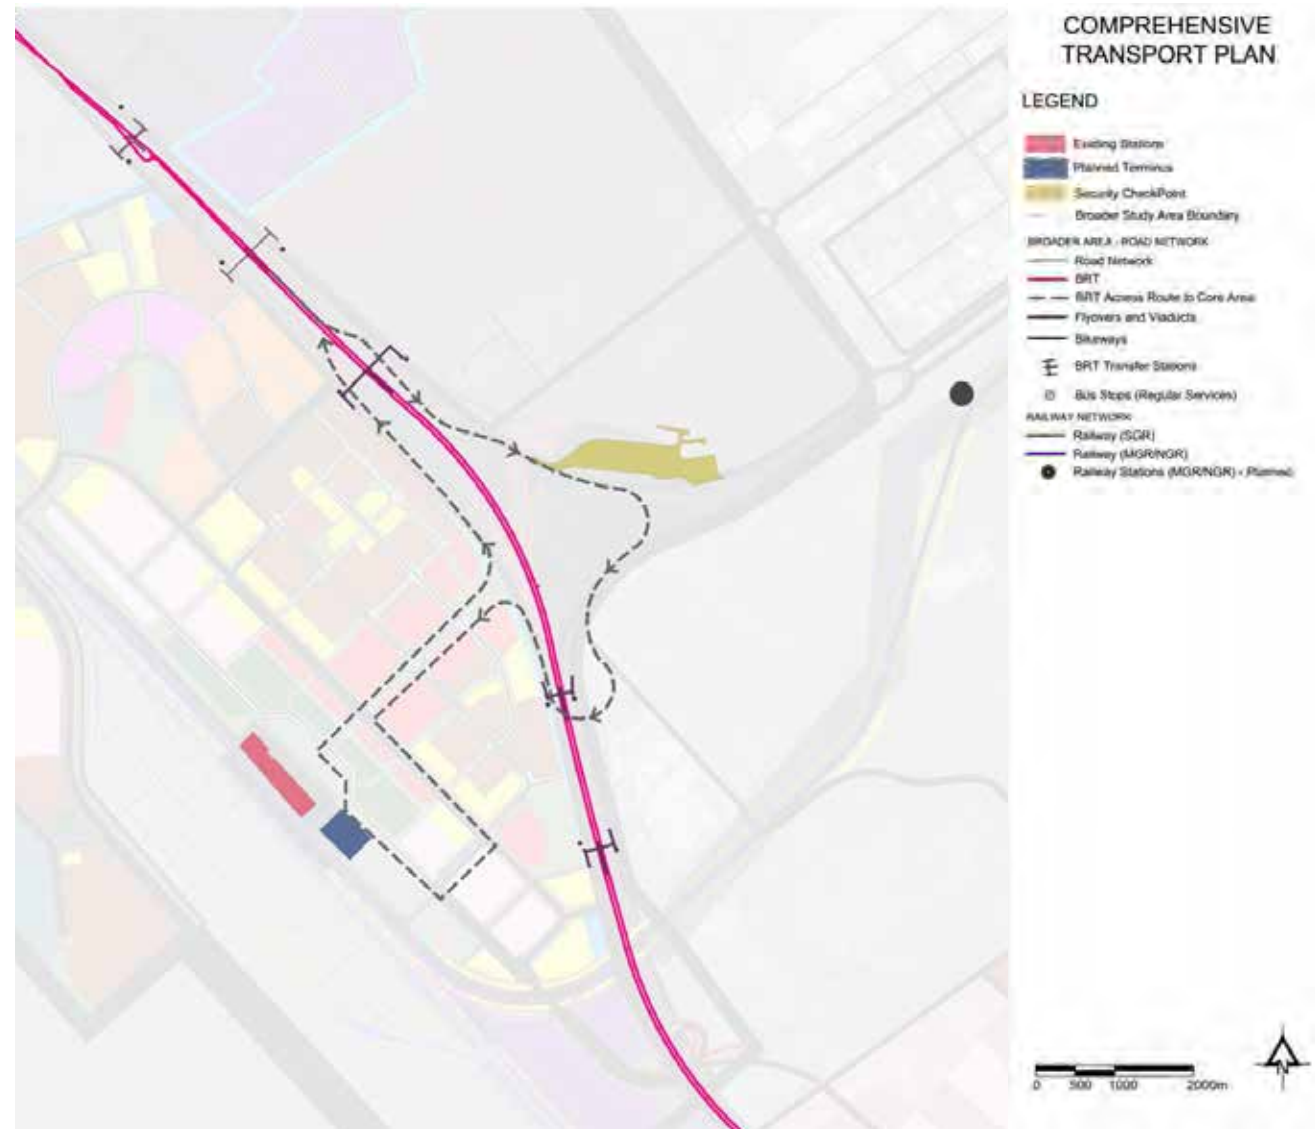 COMPREHENSIVE
TRANSPORT PLAN
LEGEND
Existing Stations
Planned Terminus
Security CheckPoint
Broader Study Area Boundary
BROADER AREA - ROAD NETWORK
Road Network
BRT
BRT Access Route to Core Area
Flyovers and Viaducts
Bikeways
BRT Transfer Stations
Bus Stops (Regular Services)
RAILWAY NETWORK
Railway (SGR)
Railway (MGR/NGR)
Railway Stations (MGR/NGR) - Planned
0 500 1000 2000m
N